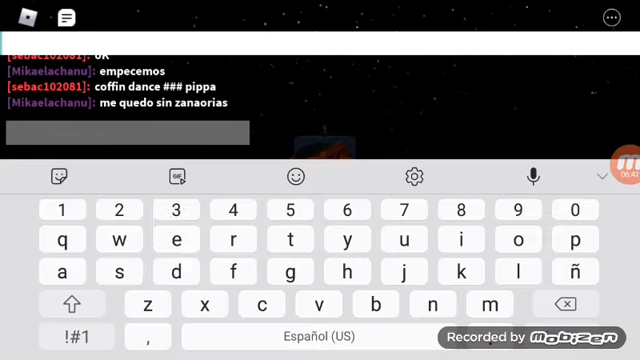 [sebac102081]: oK
[Mikaelachanu]: empecemos
[sebac102081]: coffin dance ### pippa
[Mikaelachanu]: me quedo sin zanaorias
06:41
GIF
1 2 3 4 5 6 7 8 9 0
q w e r t y u i o p
a s d f g h j k l ñ
z x c v b n m
!#1 , Español (US)
Recorded by mobizen